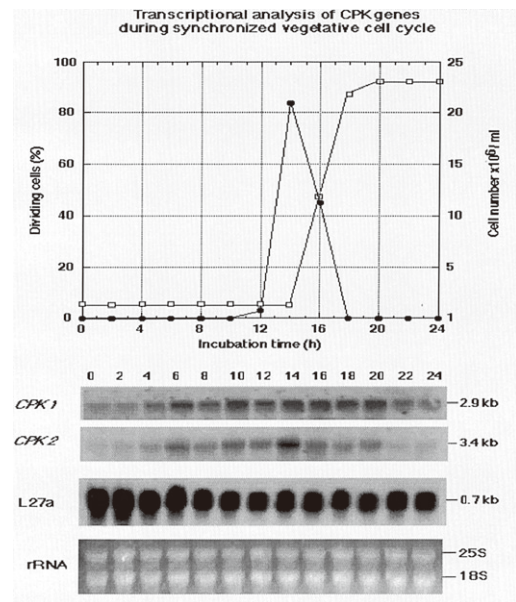 Transcriptional analysis of CPK genes
during synchronized vegetative cell cycle
100
80
60
40
20
0
Dividing cells (%)
25
20
15
10
5
1
Cell number x10⁶/ ml
0 4 8 12 16 20 24
Incubation time (h)
0 2 4 6 8 10 12 14 16 18 20 22 24
CPK1 2.9 kb
CPK2 3.4 kb
L27a 0.7 kb
rRNA
25S
18S